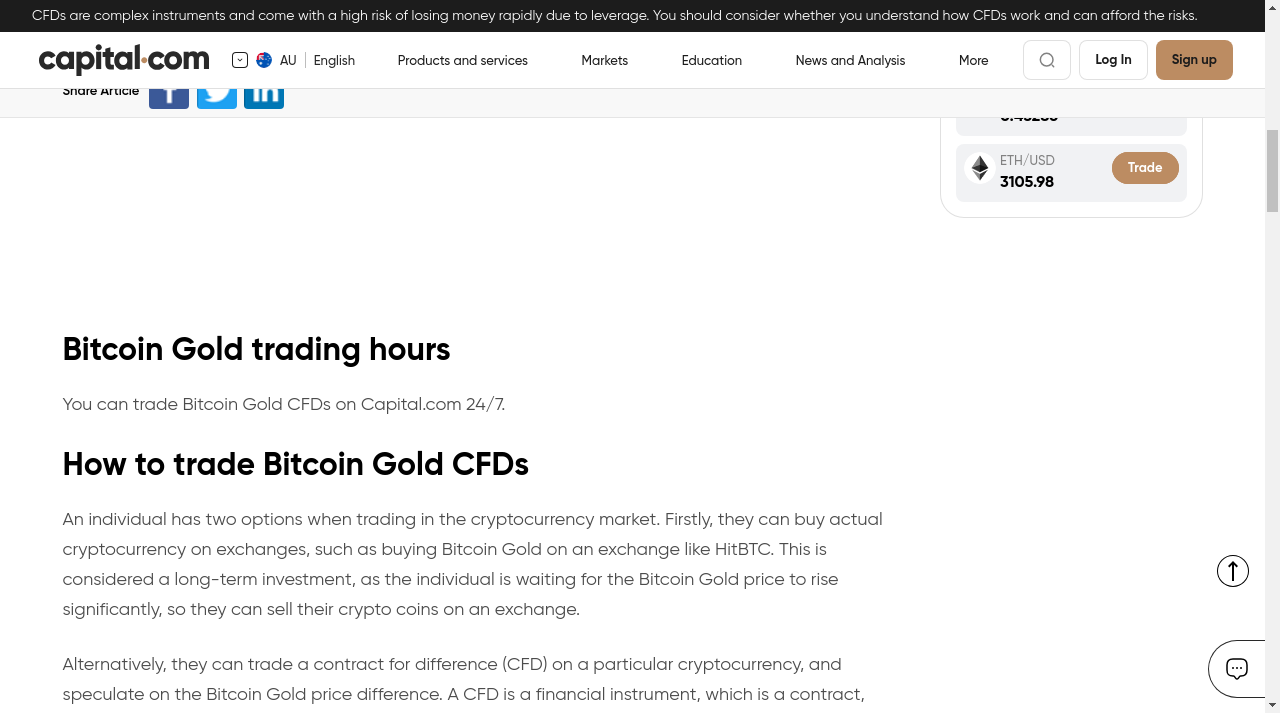 CFDs are complex instruments and come with a high risk of losing money rapidly due to leverage. You should consider whether you understand how CFDs work and can afford the risks.
capital.com
AU
English
Products and services
Markets
Education
News and Analysis
More
Log In
Sign up
Share Article
ETH/USD
3105.98
Trade
Bitcoin Gold trading hours
You can trade Bitcoin Gold CFDs on Capital.com 24/7.
How to trade Bitcoin Gold CFDs
An individual has two options when trading in the cryptocurrency market. Firstly, they can buy actual
cryptocurrency on exchanges, such as buying Bitcoin Gold on an exchange like HitBTC. This is
considered a long-term investment, as the individual is waiting for the Bitcoin Gold price to rise
significantly, so they can sell their crypto coins on an exchange.
Alternatively, they can trade a contract for difference (CFD) on a particular cryptocurrency, and
speculate on the Bitcoin Gold price difference. A CFD is a financial instrument, which is a contract,